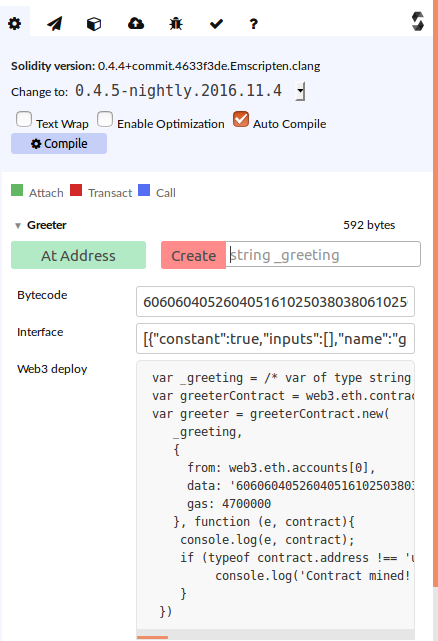 ?
Solidity version: 0.4.4+commit.4633f3de.Emscripten.clang
Change to: 0.4.5-nightly.2016.11.4
Text Wrap Enable Optimization Auto Compile
Compile
Attach Transact Call
Greeter 592 bytes
At Address Create string _greeting
Bytecode 606060405260405161025038038061025
Interface [{"constant":true,"inputs":[],"name":"g
Web3 deploy
var _greeting = /* var of type string
var greeterContract = web3.eth.contrac
var greeter = greeterContract.new(
_greeting,
{
from: web3.eth.accounts[0],
data: '60606040526040516102503803
gas: 4700000
}, function (e, contract){
console.log(e, contract);
if (typeof contract.address !== 'u
console.log('Contract mined!
}
})